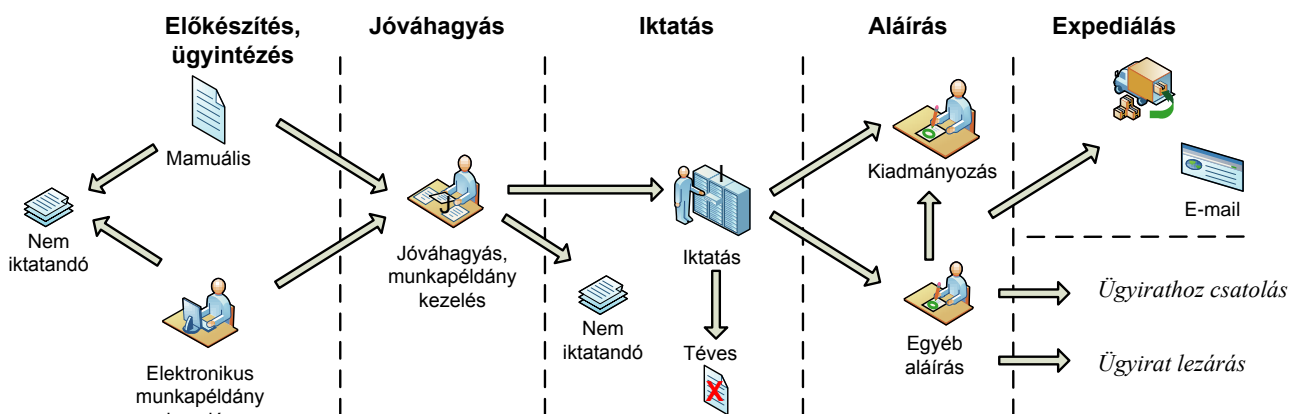 Előkészítés,
ügyintézés
Jóváhagyás
Iktatás
Aláírás
Expediálás
Mamuális
Nem
iktatandó
Elektronikus
munkapéldány
Jóváhagyás,
munkapéldány
kezelés
Nem
iktatandó
Iktatás
Téves
Kiadmányozás
Egyéb
aláírás
E-mail
Ügyirathoz csatolás
Ügyirat lezárás